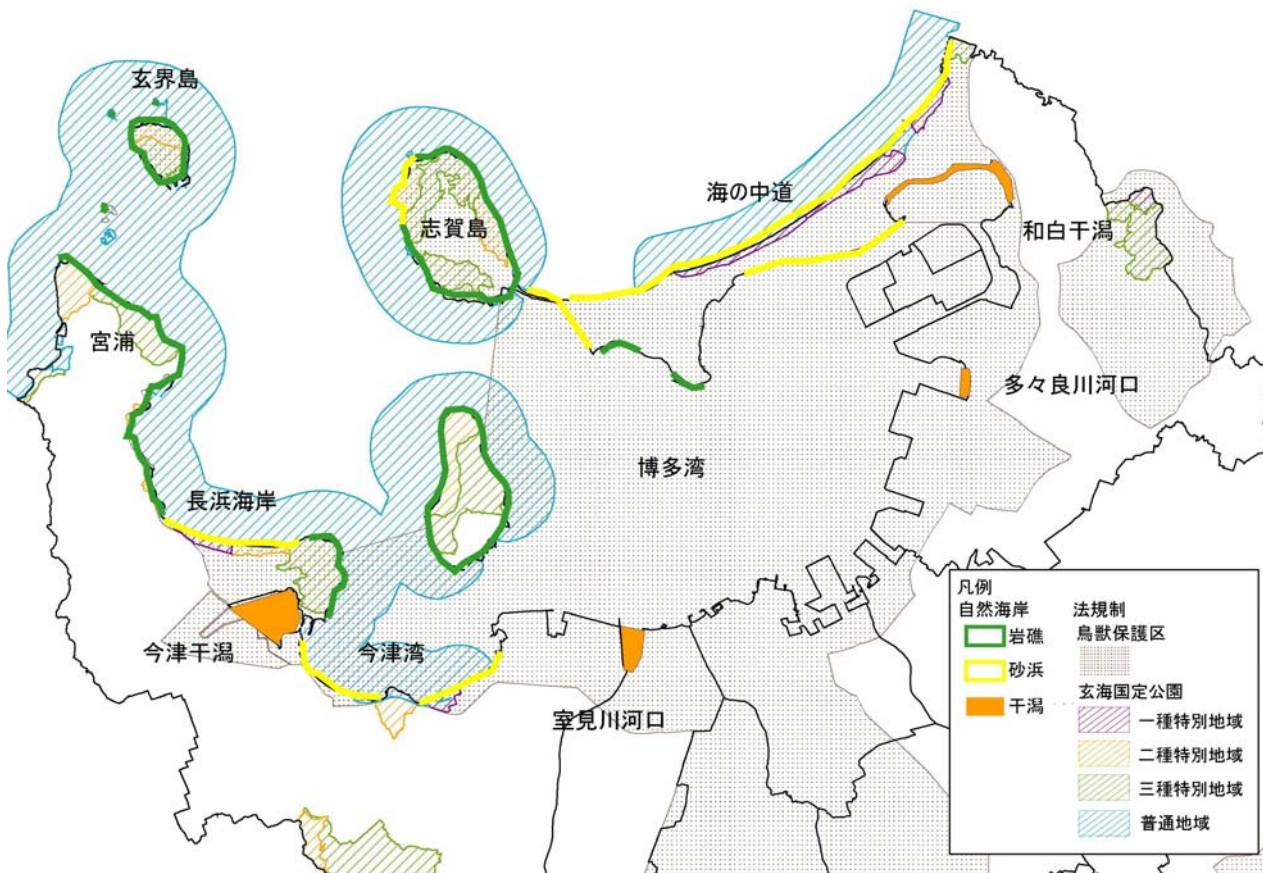 玄界島
志賀島
海の中道
和白干潟
宮浦
多々良川河口
博多湾
長浜海岸
今津干潟
今津湾
室見川河口
凡例
自然海岸
岩礁
砂浜
干潟
法規制
鳥獣保護区
玄海国定公園
一種特別地域
二種特別地域
三種特別地域
普通地域